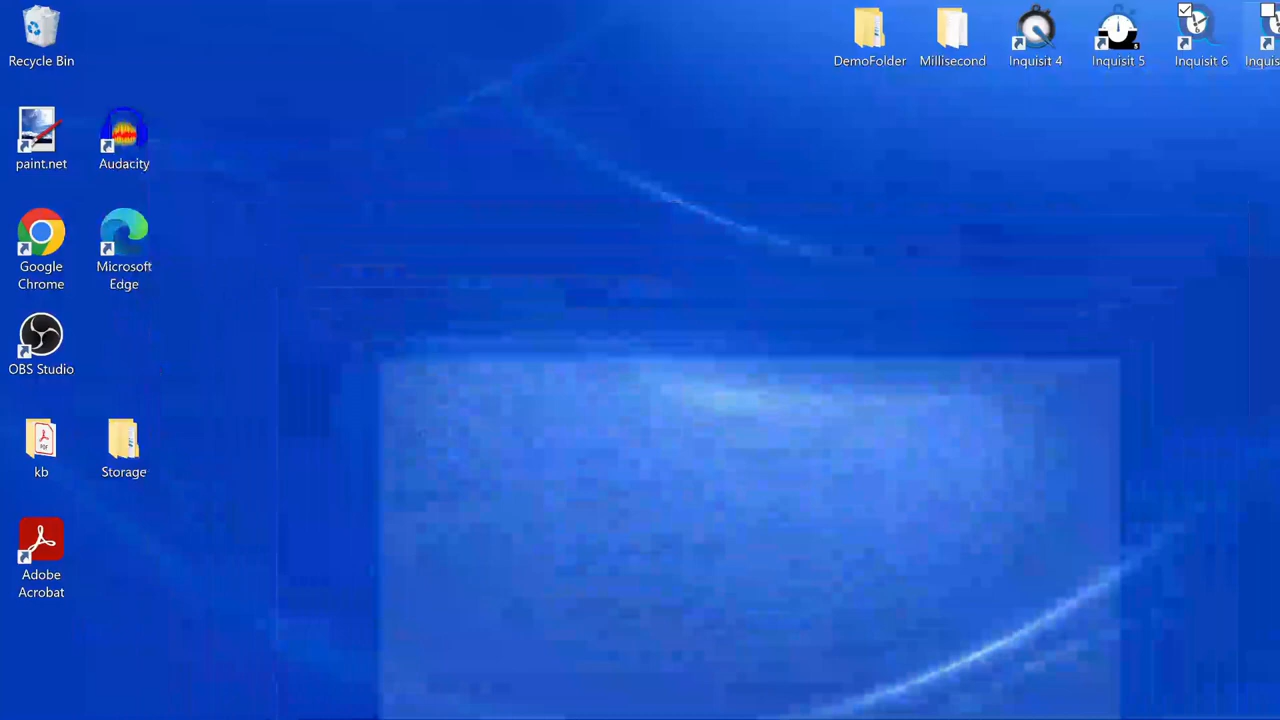 Recycle Bin
DemoFolder
Millisecond
Inquisit 4
Inquisit 5
Inquisit 6
Inquis
paint.net
Audacity
Google
Chrome
Microsoft
Edge
OBS Studio
kb
Storage
Adobe
Acrobat